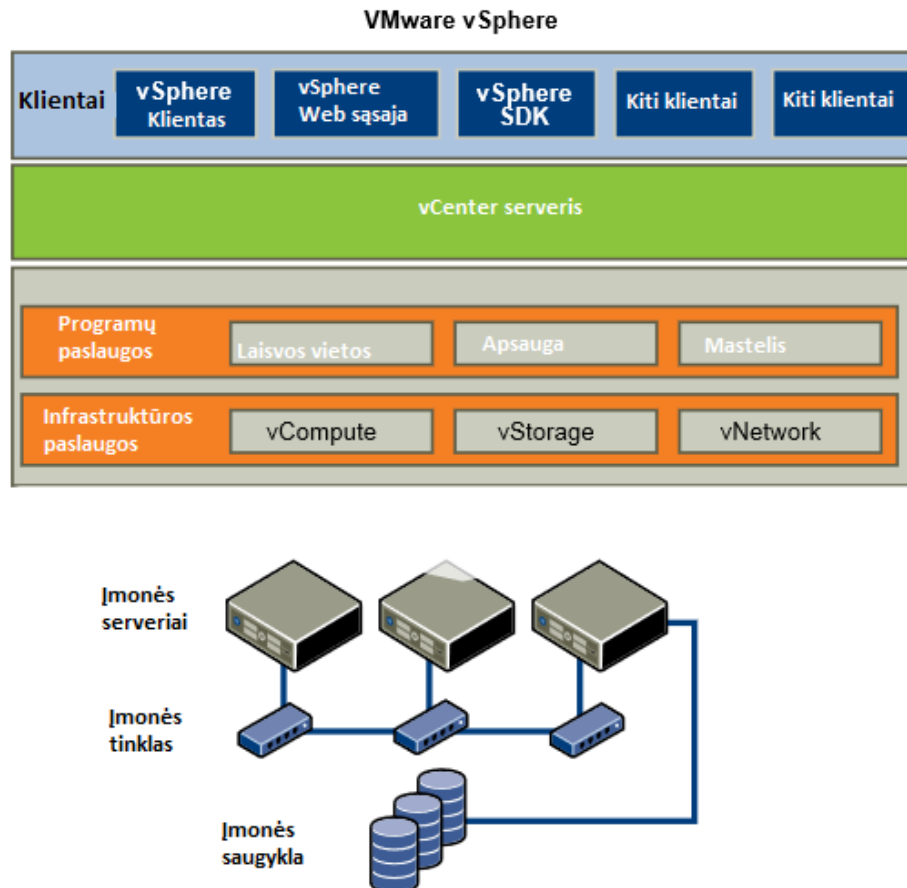 VMware vSphere
Klientai
vSphere
Klientas
vSphere
Web sąsaja
vSphere
SDK
Kiti klientai
Kiti klientai
vCenter serveris
Programų
paslaugos
Laisvos vietos
Apsauga
Mastelis
Infrastruktūros
paslaugos
vCompute
vStorage
vNetwork
Įmonės
serveriai
Įmonės
tinklas
Įmonės
saugykla